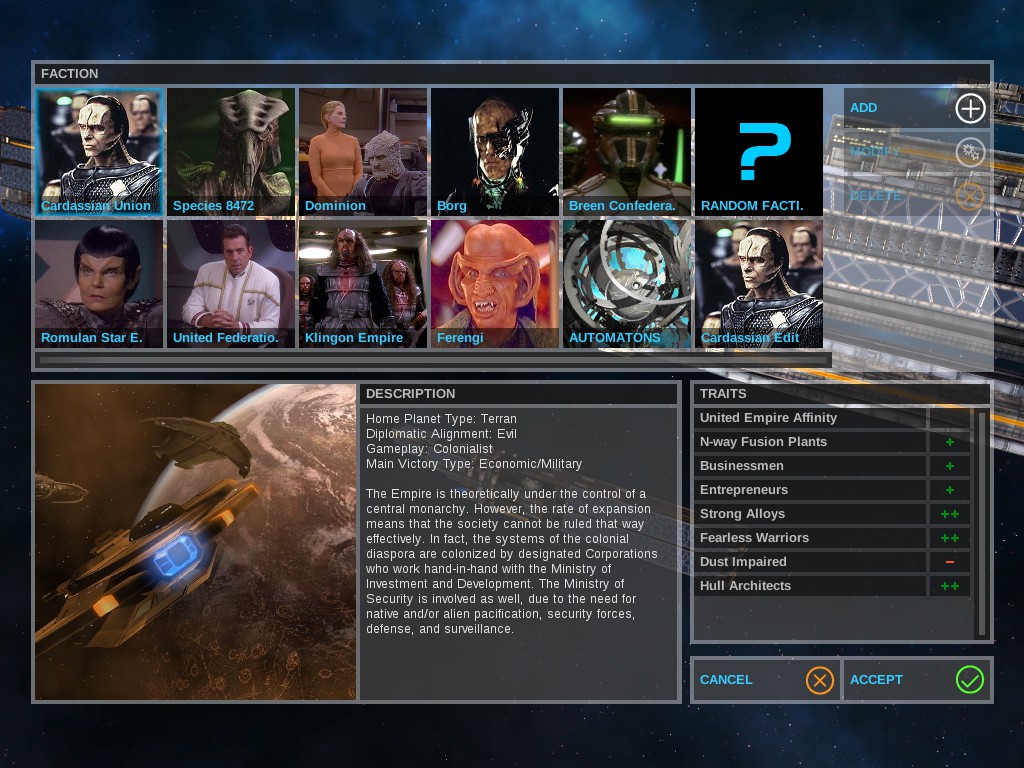 FACTION
Cardassian Union
Species 8472
Dominion
Borg
Breen Confedera.
RANDOM FACTI.
ADD
MODIFY
DELETE
Romulan Star E.
United Federatio.
Klingon Empire
Ferengi
AUTOMATONS
Cardassian Edit
DESCRIPTION
Home Planet Type: Terran
Diplomatic Alignment: Evil
Gameplay: Colonialist
Main Victory Type: Economic/Military
The Empire is theoretically under the control of a
central monarchy. However, the rate of expansion
means that the society cannot be ruled that way
effectively. In fact, the systems of the colonial
diaspora are colonized by designated Corporations
who work hand-in-hand with the Ministry of
Investment and Development. The Ministry of
Security is involved as well, due to the need for
native and/or alien pacification, security forces,
defense, and surveillance.
TRAITS
United Empire Affinity
N-way Fusion Plants +
Businessmen +
Entrepreneurs +
Strong Alloys ++
Fearless Warriors ++
Dust Impaired −
Hull Architects ++
CANCEL
ACCEPT